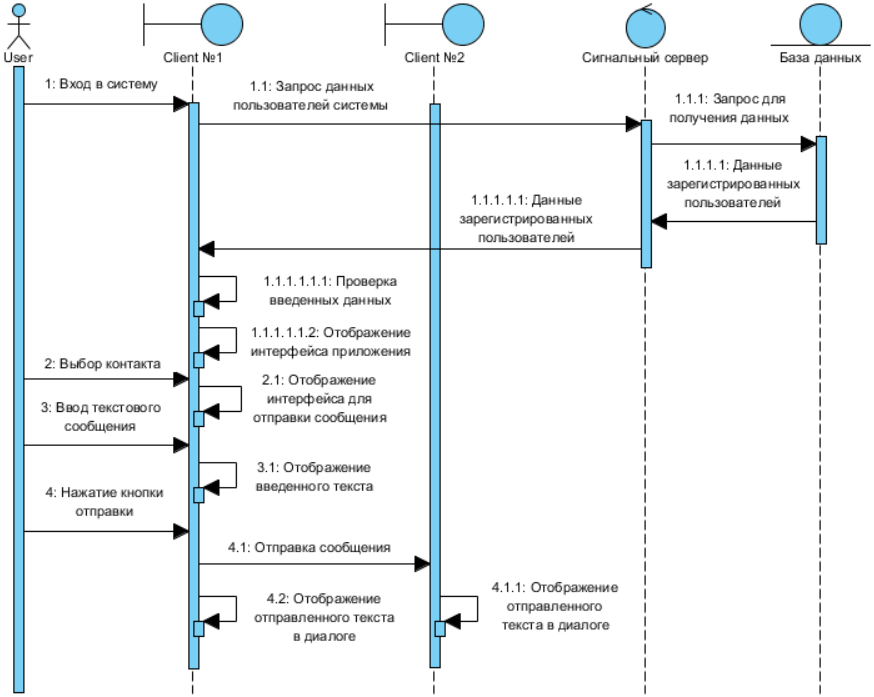 User
Client №1
Client №2
Сигнальный сервер
База данных
1: Вход в систему
1.1: Запрос данных
пользователей системы
1.1.1: Запрос для
получения данных
1.1.1.1: Данные
зарегистрированных
пользователей
1.1.1.1.1: Данные
зарегистрированных
пользователей
1.1.1.1.1.1: Проверка
введенных данных
1.1.1.1.1.2: Отображение
интерфейса приложения
2: Выбор контакта
2.1: Отображение
интерфейса для
отправки сообщения
3: Ввод текстового
сообщения
3.1: Отображение
введенного текста
4: Нажатие кнопки
отправки
4.1: Отправка сообщения
4.1.1: Отображение
отправленного
текста в диалоге
4.2: Отображение
отправленного текста
в диалоге